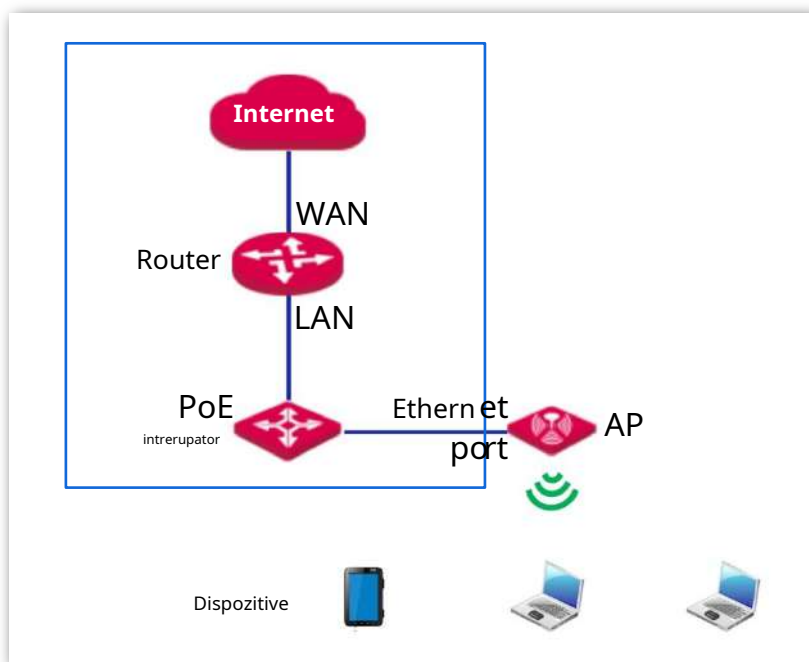 Internet
WAN
Router
LAN
PoE
intrerupator
Ethernet
port
AP
Dispozitive